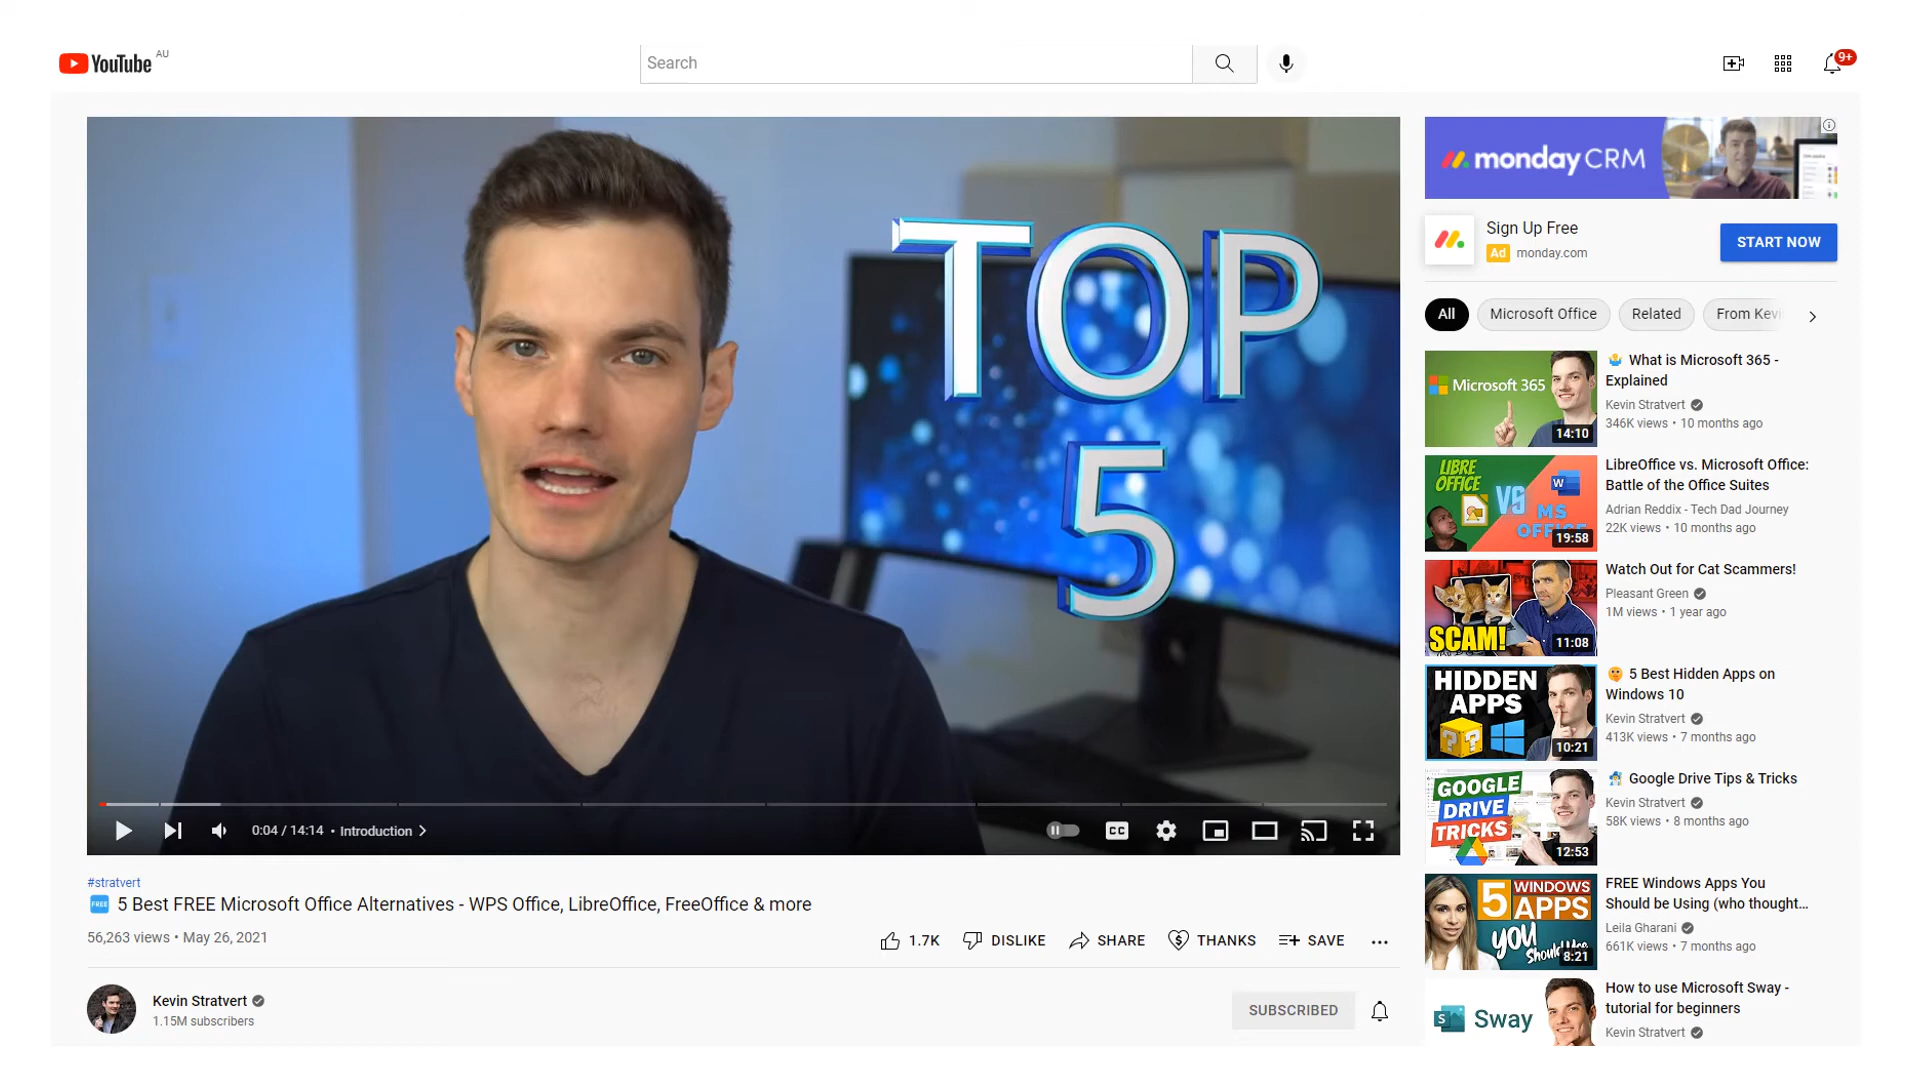 YouTube AU
Search
9+
TOP
5
0:04 / 14:14 • Introduction
CC
#stratvert
FREE 5 Best FREE Microsoft Office Alternatives - WPS Office, LibreOffice, FreeOffice & more
56,263 views • May 26, 2021
1.7K DISLIKE SHARE THANKS SAVE
Kevin Stratvert
1.15M subscribers
SUBSCRIBED
monday CRM
Sign Up Free
Ad monday.com
START NOW
All Microsoft Office Related From Kevi
Microsoft 365
14:10
What is Microsoft 365 -
Explained
Kevin Stratvert
346K views • 10 months ago
LIBRE
OFFICE
VS
W
MS
OFFICE
19:58
LibreOffice vs. Microsoft Office:
Battle of the Office Suites
Adrian Reddix - Tech Dad Journey
22K views • 10 months ago
SCAM!
11:08
Watch Out for Cat Scammers!
Pleasant Green
1M views • 1 year ago
HIDDEN
APPS
? ?
10:21
5 Best Hidden Apps on
Windows 10
Kevin Stratvert
413K views • 7 months ago
GOOGLE
DRIVE
TRICKS
12:53
Google Drive Tips & Tricks
Kevin Stratvert
58K views • 8 months ago
5 WINDOWS
APPS
you
Should Use
8:21
FREE Windows Apps You
Should be Using (who thought...
Leila Gharani
661K views • 7 months ago
S Sway
How to use Microsoft Sway -
tutorial for beginners
Kevin Stratvert